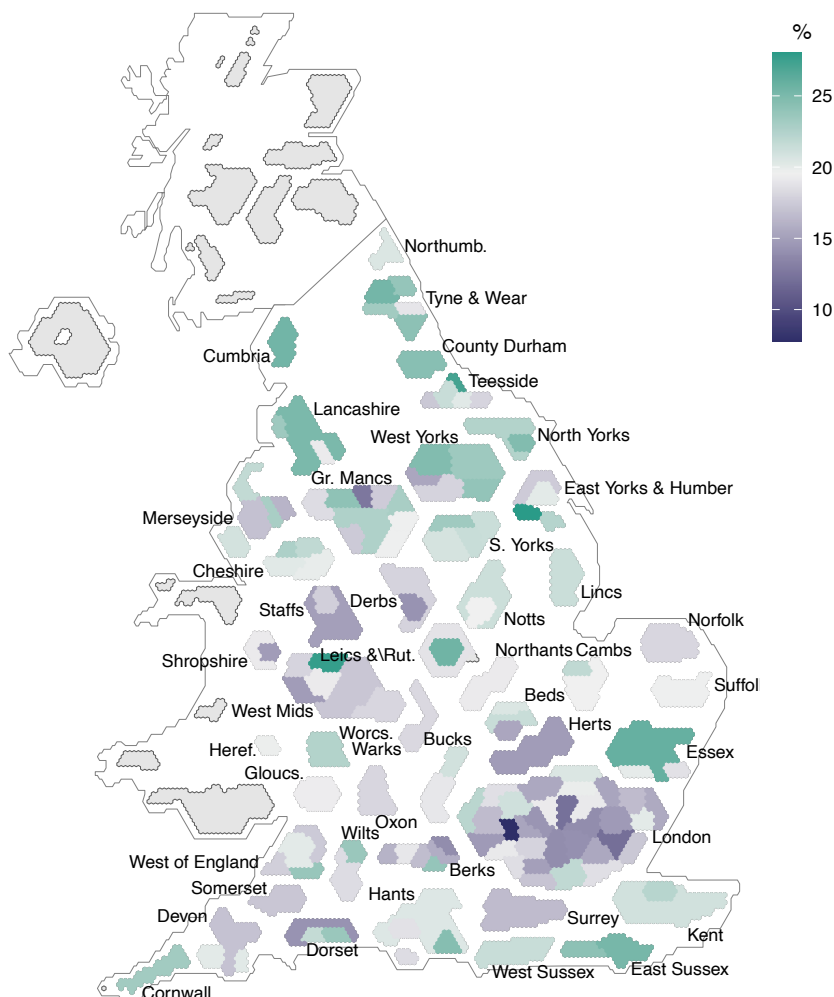 %
25
20
10
Northumb.
Tyne & Wear
Cumbria
County Durham
Teesside
Lancashire
West Yorks
North Yorks
Gr. Mancs
East Yorks & Humber
Merseyside
S. Yorks
Cheshire
Lincs
Staffs
Derbs
Notts
Norfolk
Shropshire
Leics &\Rut.
Northants
Cambs
Suffol
West Mids
Beds
Heref.
Worcs.
Warks
Bucks
Herts
Essex
Gloucs.
Oxon
London
Wilts
West of England
Berks
Somerset
Hants
Devon
Surrey
Kent
Dorset
West Sussex
East Sussex
Cornwall